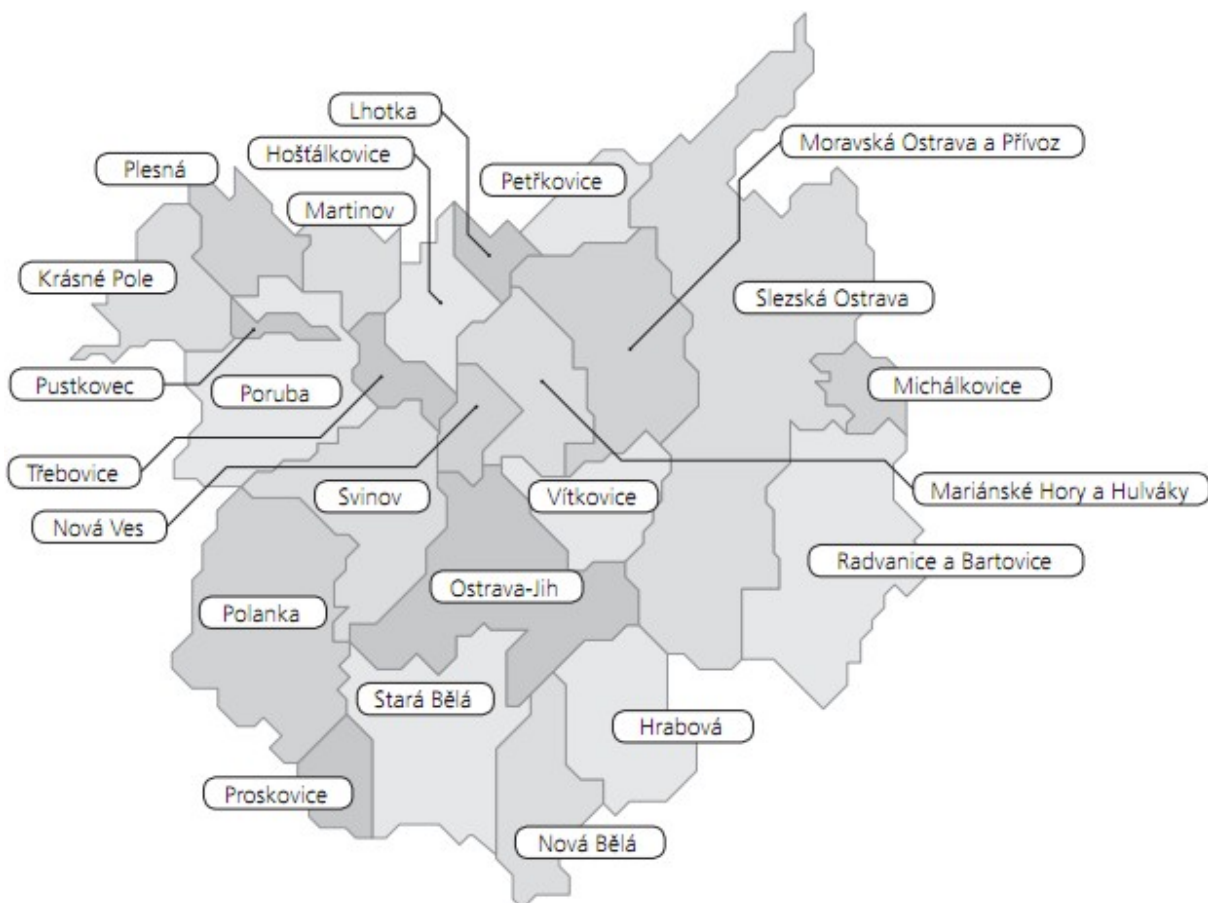 Lhotka
Moravská Ostrava a Přívoz
Hošťálkovice
Plesná
Petřkovice
Martinov
Krásné Pole
Slezská Ostrava
Pustkovec
Poruba
Michálkovice
Třebovice
Svinov
Vítkovice
Mariánské Hory a Hulváky
Nová Ves
Radvanice a Bartovice
Ostrava-Jih
Polanka
Stará Bělá
Hrabová
Proskovice
Nová Bělá